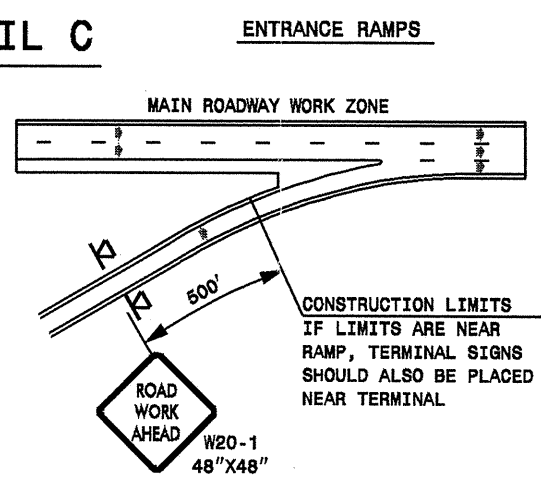 IL C
ENTRANCE RAMPS
MAIN ROADWAY WORK ZONE
500'
CONSTRUCTION LIMITS
IF LIMITS ARE NEAR
RAMP, TERMINAL SIGNS
SHOULD ALSO BE PLACED
NEAR TERMINAL
ROAD
WORK
AHEAD
W20-1
48"X48"